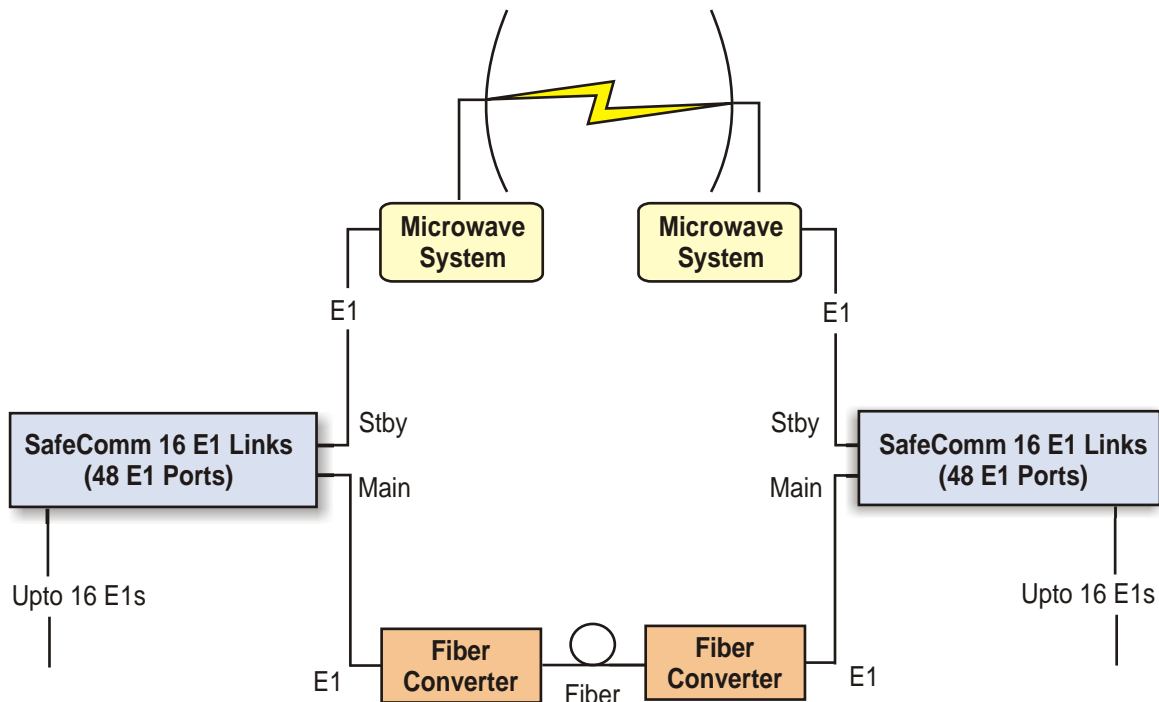 Microwave
System
Microwave
System
E1
E1
Stby
Stby
SafeComm 16 E1 Links
(48 E1 Ports)
SafeComm 16 E1 Links
(48 E1 Ports)
Main
Main
Upto 16 E1s
Upto 16 E1s
Fiber
Converter
Fiber
Converter
E1
Fiber
E1